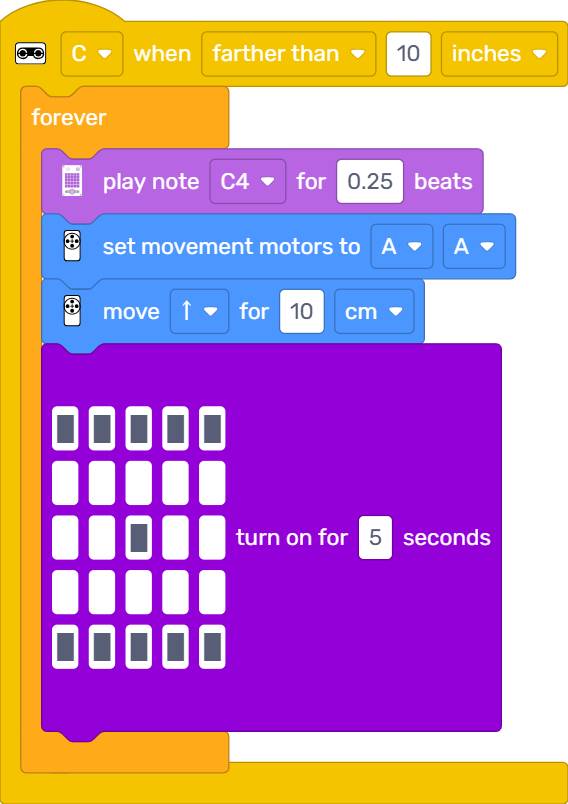 C when farther than 10 inches
forever
play note C4 for 0.25 beats
set movement motors to A A
move ↑ for 10 cm
turn on for 5 seconds